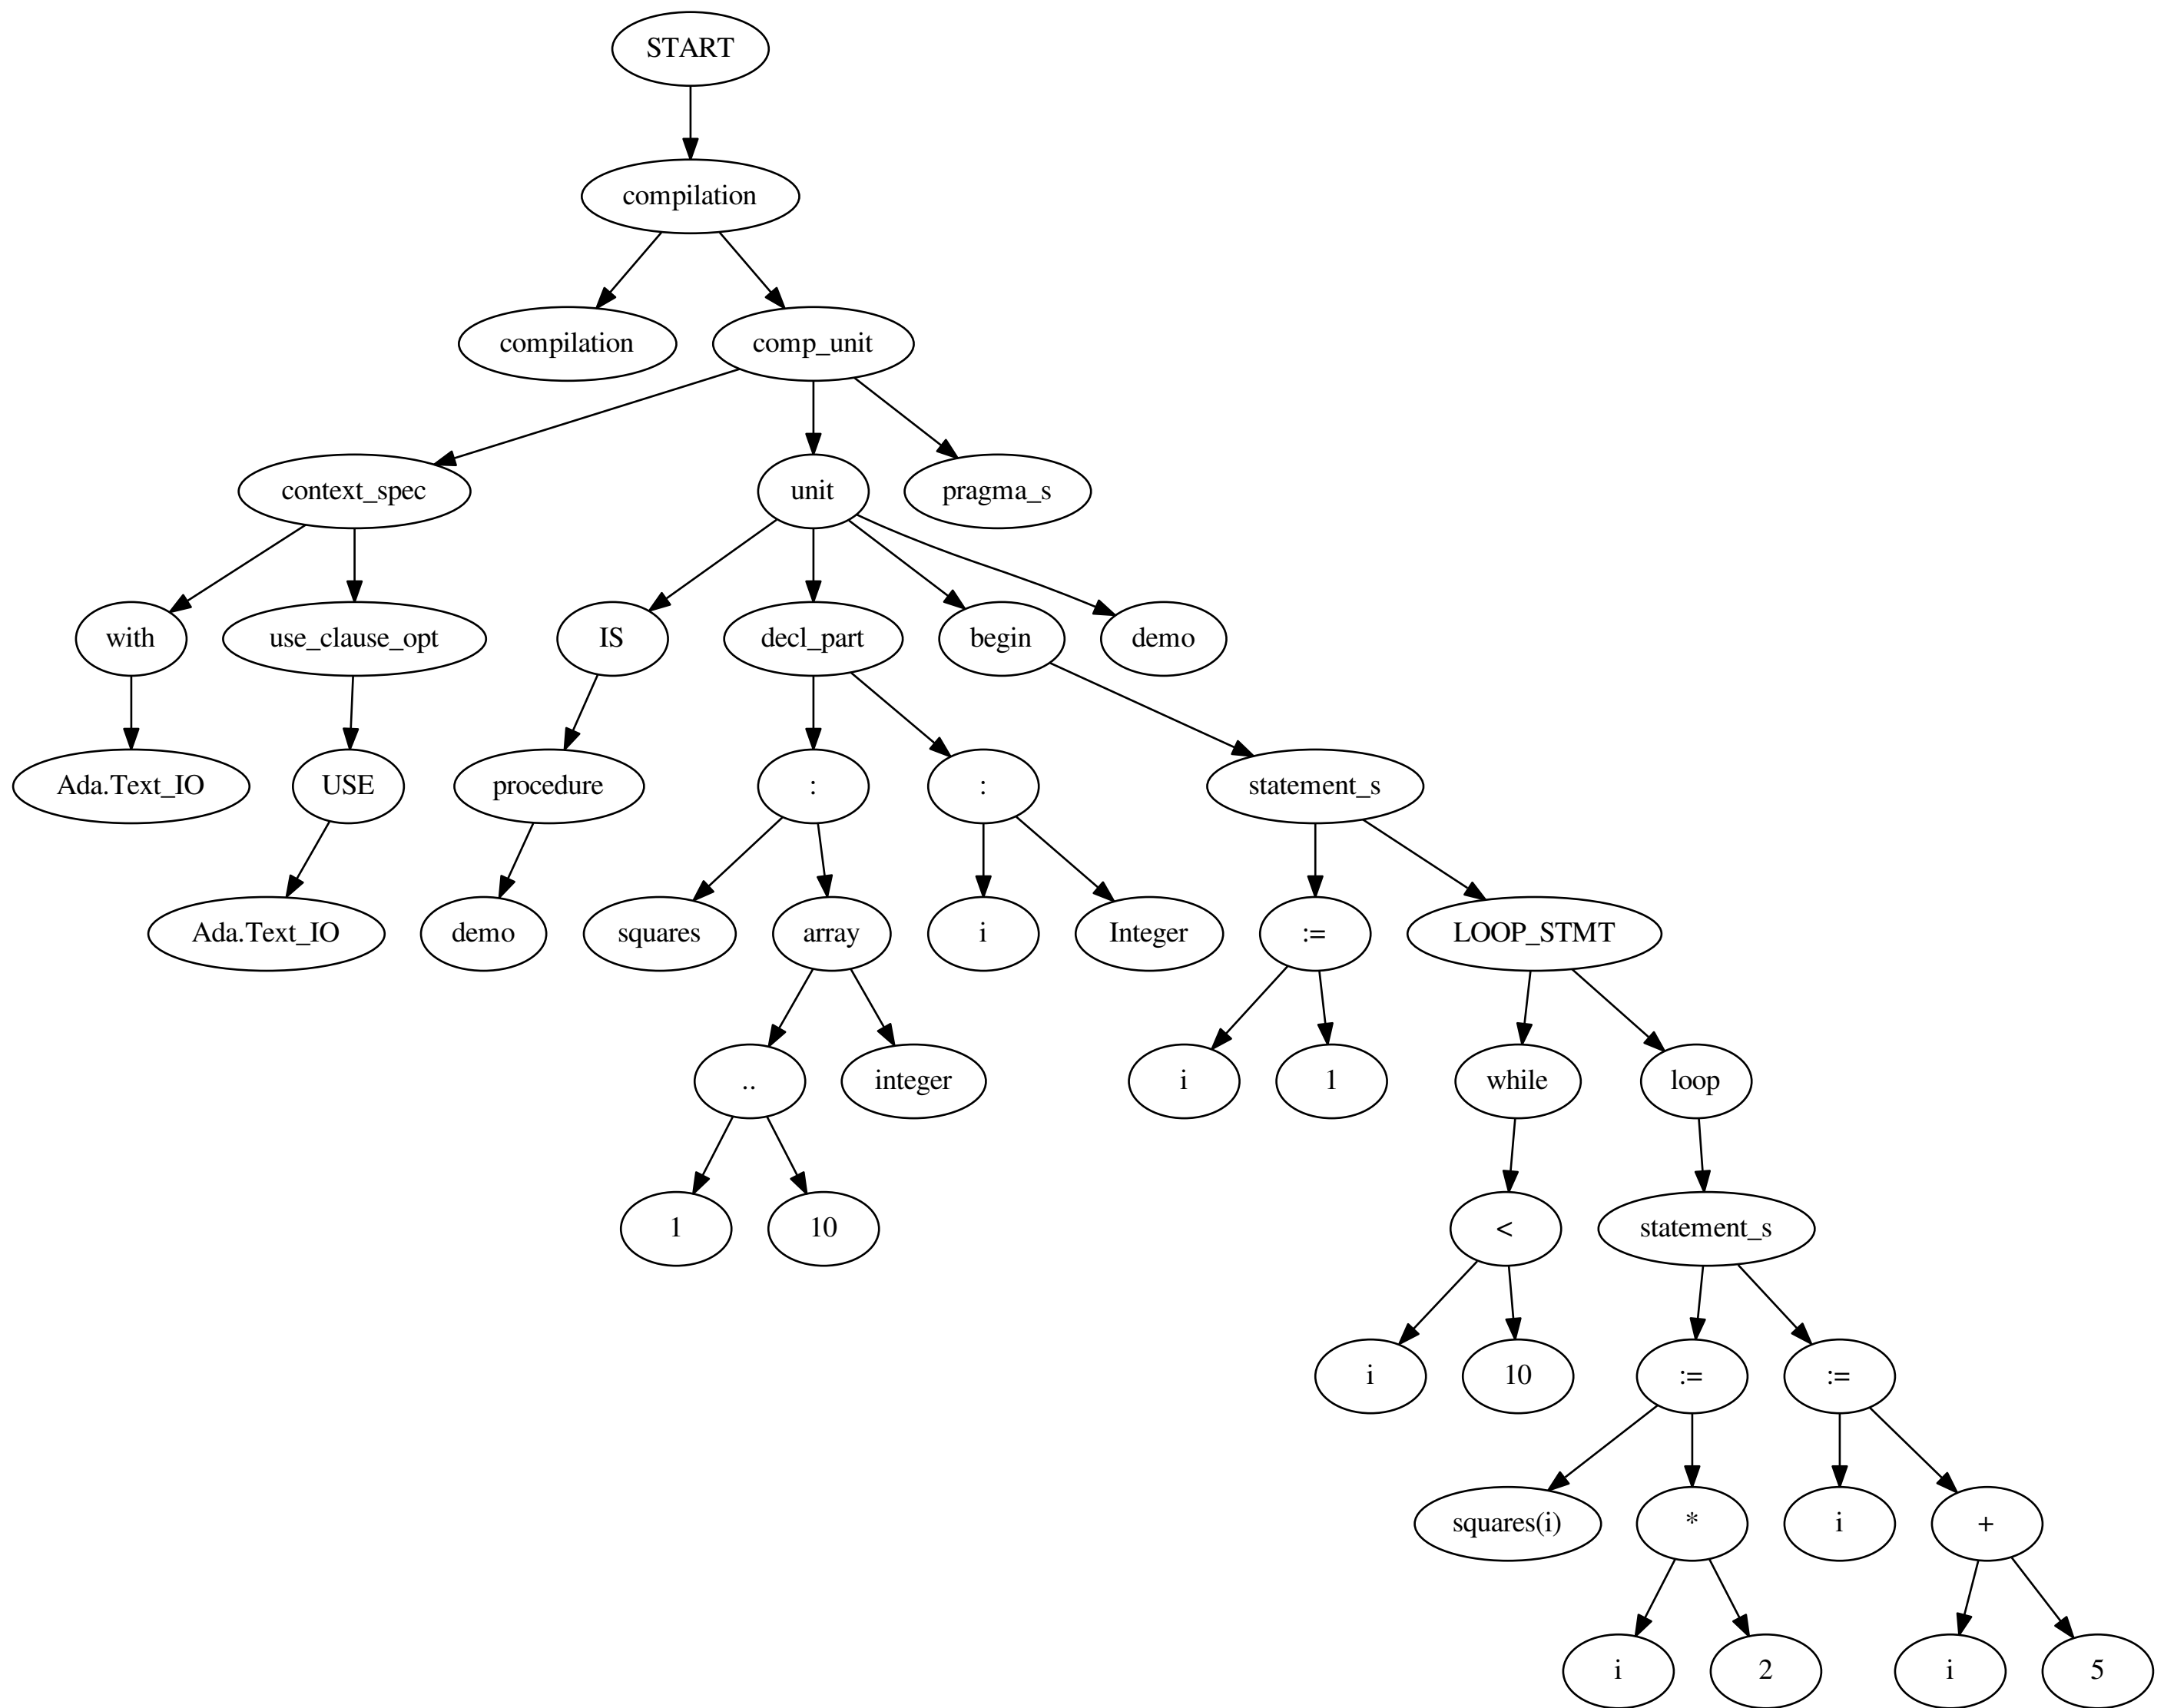 START
compilation
compilation
comp_unit
context_spec
unit
pragma_s
with
use_clause_opt
IS
decl_part
begin
demo
Ada.Text_IO
USE
procedure
:
:
statement_s
Ada.Text_IO
demo
squares
array
i
Integer
:=
LOOP_STMT
..
integer
i
1
while
loop
1
10
<
statement_s
i
10
:=
:=
squares(i)
*
i
+
i
2
i
5